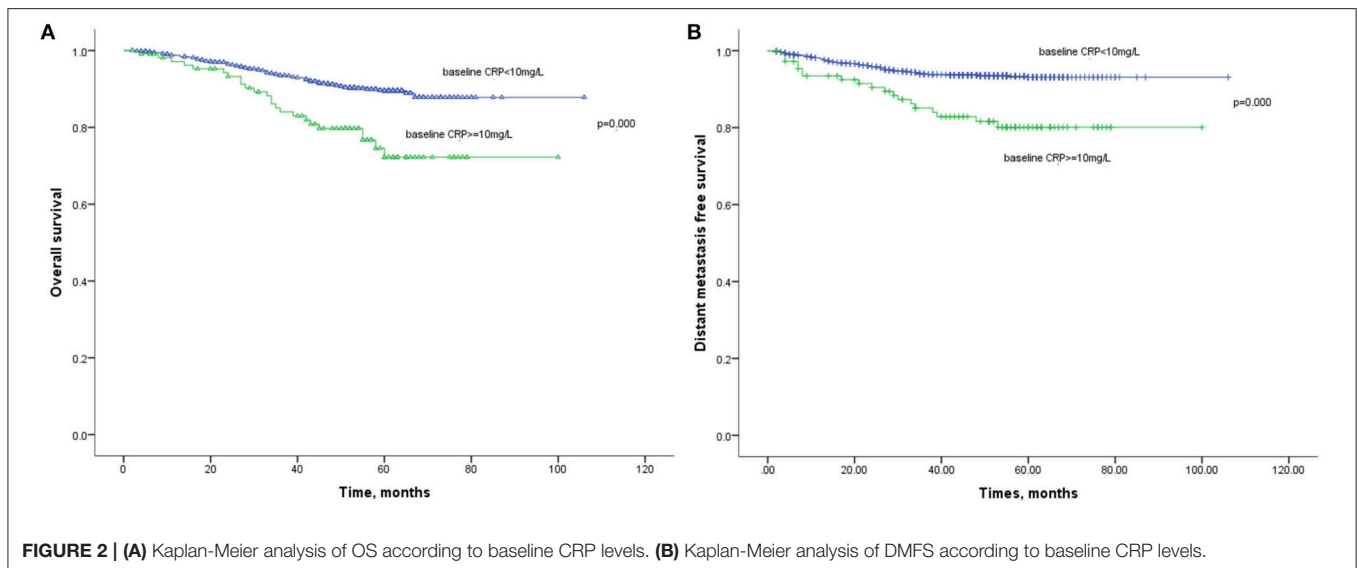 A
1.0
0.8
0.6
0.4
0.2
0.0
Overall survival
baseline CRP<10mg/L
p=0.000
baseline CRP>=10mg/L
0 20 40 60 80 100 120
Time, months
B
1.0
0.8
0.6
0.4
0.2
0.0
Distant metastasis free survival
baseline CRP<10mg/L
p=0.000
baseline CRP>=10mg/L
.00 20.00 40.00 60.00 80.00 100.00 120.00
Times, months
FIGURE 2 | (A) Kaplan-Meier analysis of OS according to baseline CRP levels. (B) Kaplan-Meier analysis of DMFS according to baseline CRP levels.